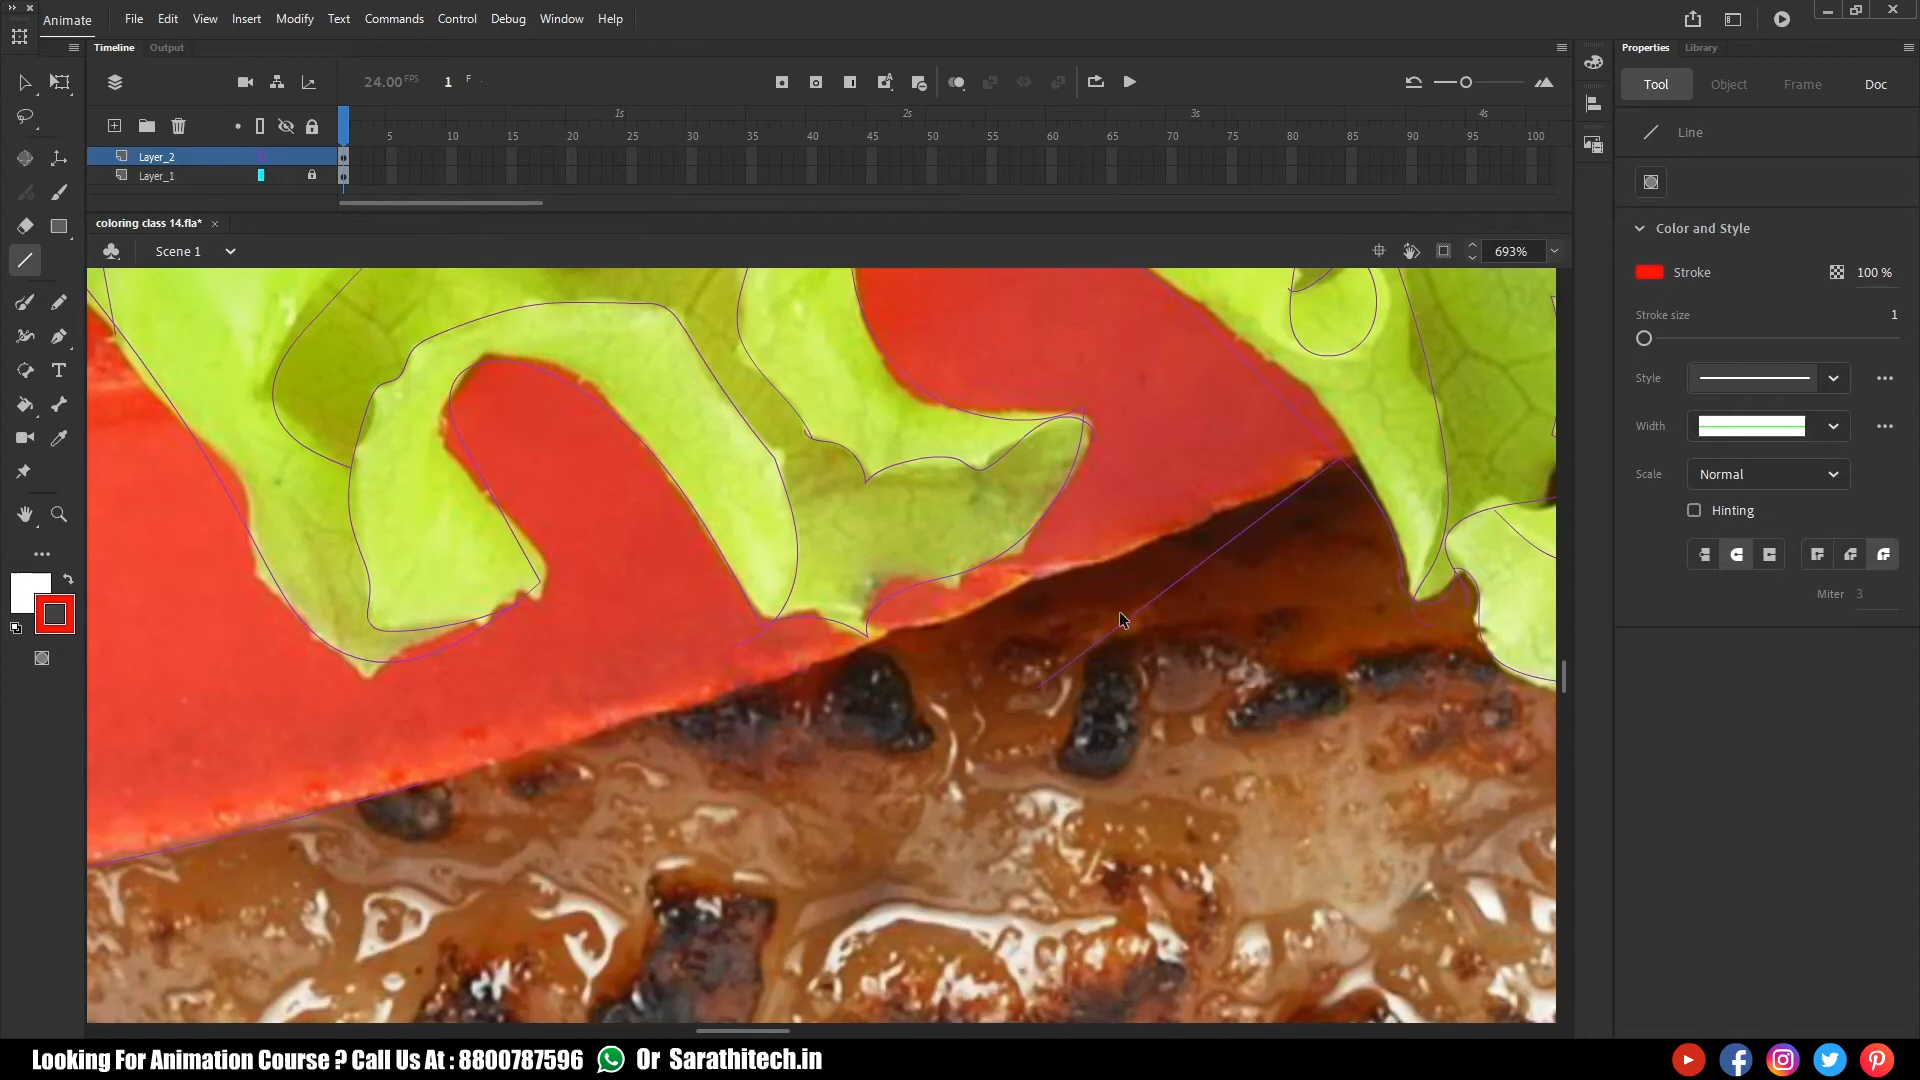 Animate File Edit View Insert Modify Text Commands Control Debug Window Help
Timeline Output
Properties Library
24.00 FPS 1 F
Tool Object Frame Doc
1s 2s 3s 4s
5 10 15 20 25 30 35 40 45 50 55 60 65 70 75 80 85 90 95 100
Line
Layer_2
Layer_1
coloring class 14.fla*
Scene 1
693%
Color and Style
Stroke 100 %
Stroke size 1
Style
Width
Scale Normal
Hinting
Miter 3
Looking For Animation Course ? Call Us At : 8800787596 Or Sarathitech.in